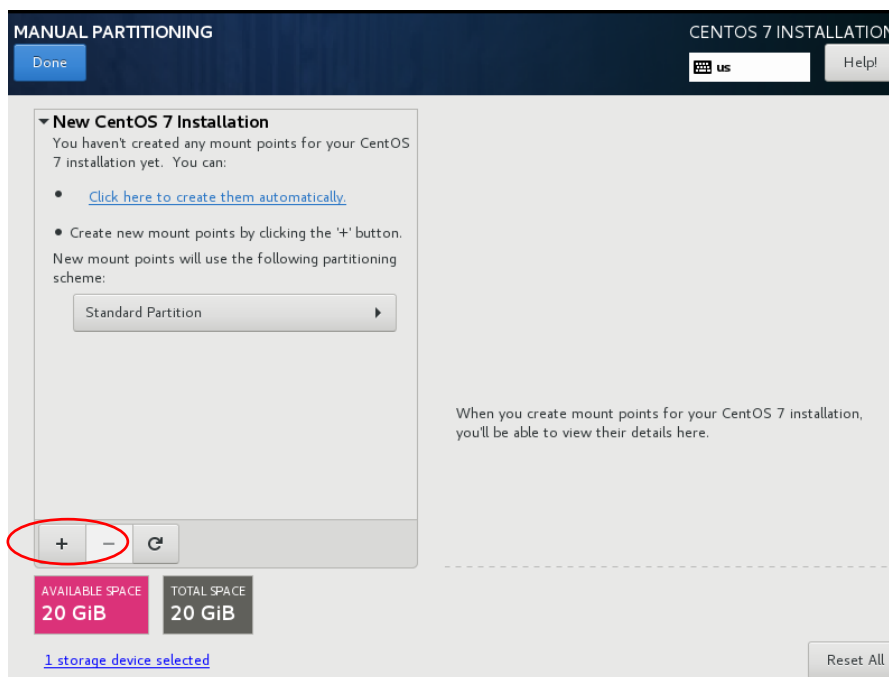 MANUAL PARTITIONING
CENTOS 7 INSTALLATION
Done
us
Help!
New CentOS 7 Installation
You haven't created any mount points for your CentOS
7 installation yet.  You can:
Click here to create them automatically.
Create new mount points by clicking the '+' button.
New mount points will use the following partitioning
scheme:
Standard Partition
When you create mount points for your CentOS 7 installation,
you'll be able to view their details here.
+ −
AVAILABLE SPACE
20 GiB
TOTAL SPACE
20 GiB
1 storage device selected
Reset All